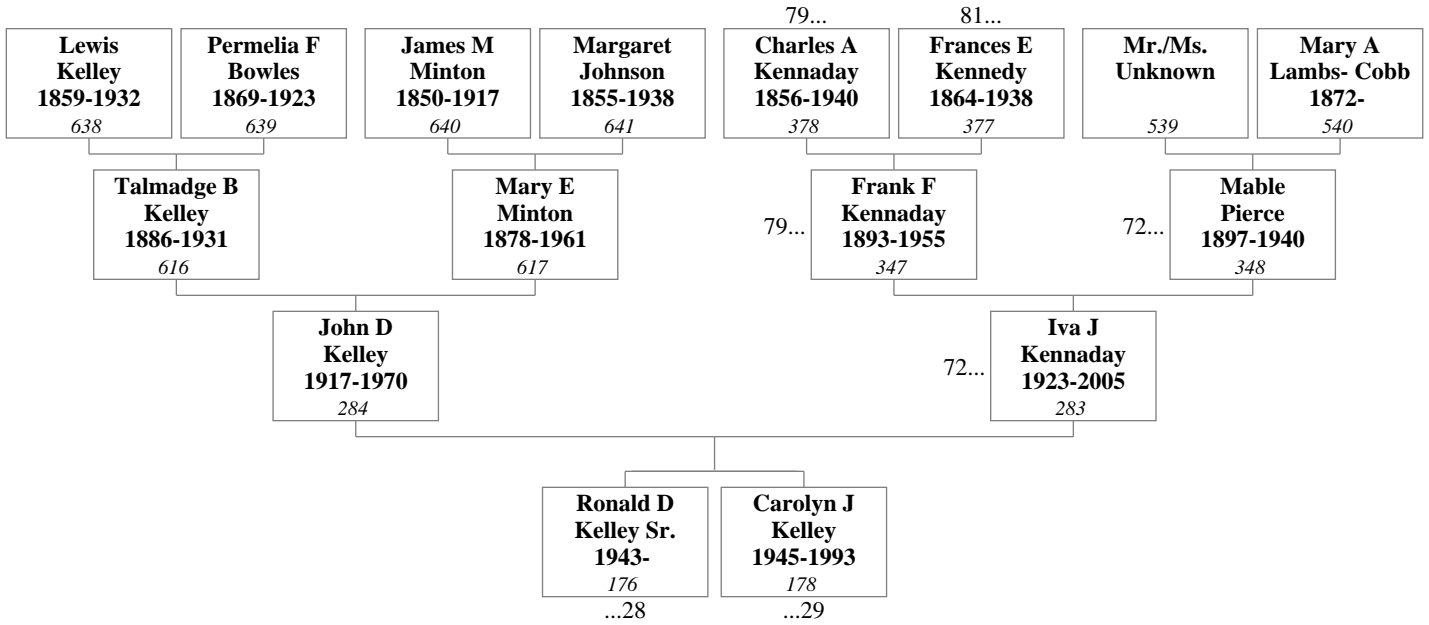 79...
81...
Lewis
Kelley
1859-1932
638
Permelia F
Bowles
1869-1923
639
James M
Minton
1850-1917
640
Margaret
Johnson
1855-1938
641
Charles A
Kennaday
1856-1940
378
Frances E
Kennedy
1864-1938
377
Mr./Ms.
Unknown
539
Mary A
Lambs- Cobb
1872-
540
Talmadge B
Kelley
1886-1931
616
Mary E
Minton
1878-1961
617
79...
Frank F
Kennaday
1893-1955
347
72...
Mable
Pierce
1897-1940
348
John D
Kelley
1917-1970
284
72...
Iva J
Kennaday
1923-2005
283
Ronald D
Kelley Sr.
1943-
176
...28
Carolyn J
Kelley
1945-1993
178
...29